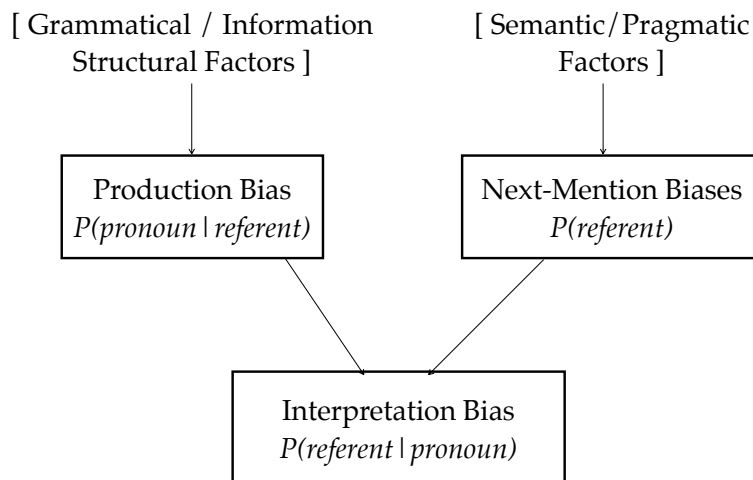 [ Grammatical / Information
Structural Factors ]
[ Semantic/Pragmatic
Factors ]
Production Bias
P(pronoun | referent)
Next-Mention Biases
P(referent)
Interpretation Bias
P(referent | pronoun)